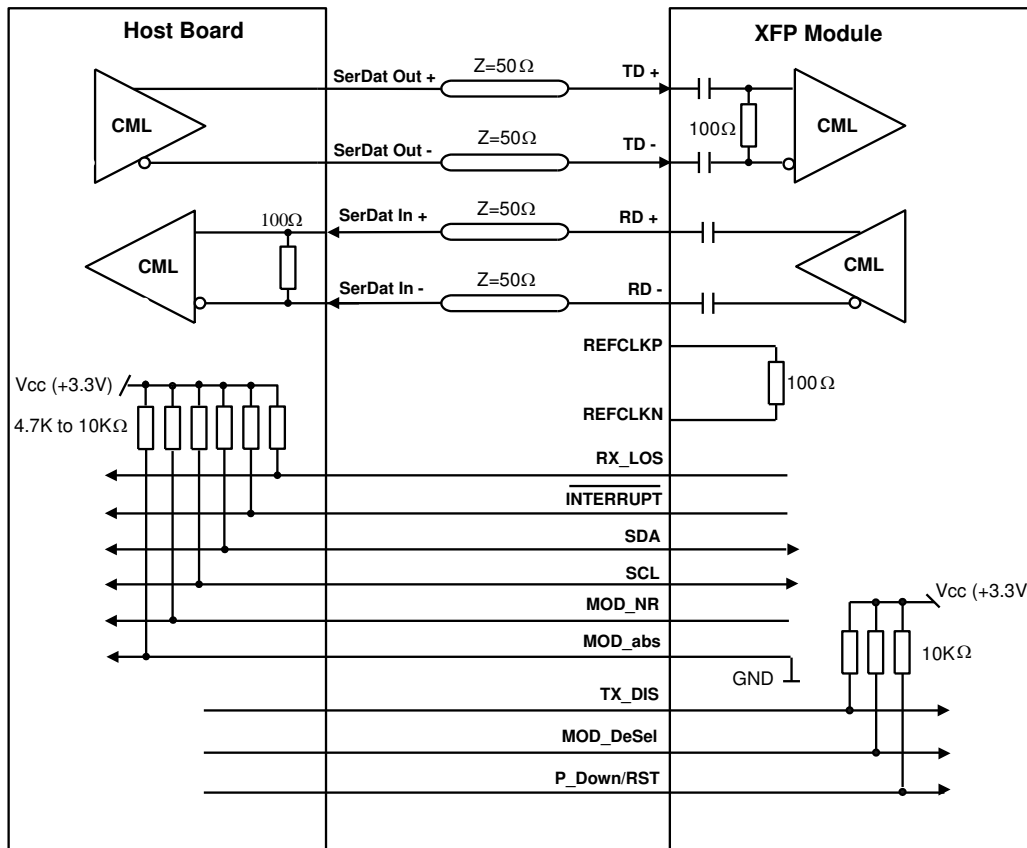 Host Board
XFP Module
SerDat Out +
Z=50Ω
TD +
CML
100Ω
CML
SerDat Out -
Z=50Ω
TD -
100Ω
SerDat In +
Z=50Ω
RD +
CML
CML
SerDat In -
Z=50Ω
RD -
REFCLKP
Vcc (+3.3V)
100Ω
4.7K to 10KΩ
REFCLKN
RX_LOS
INTERRUPT
SDA
SCL
Vcc (+3.3V
MOD_NR
MOD_abs
10KΩ
GND
TX_DIS
MOD_DeSel
P_Down/RST